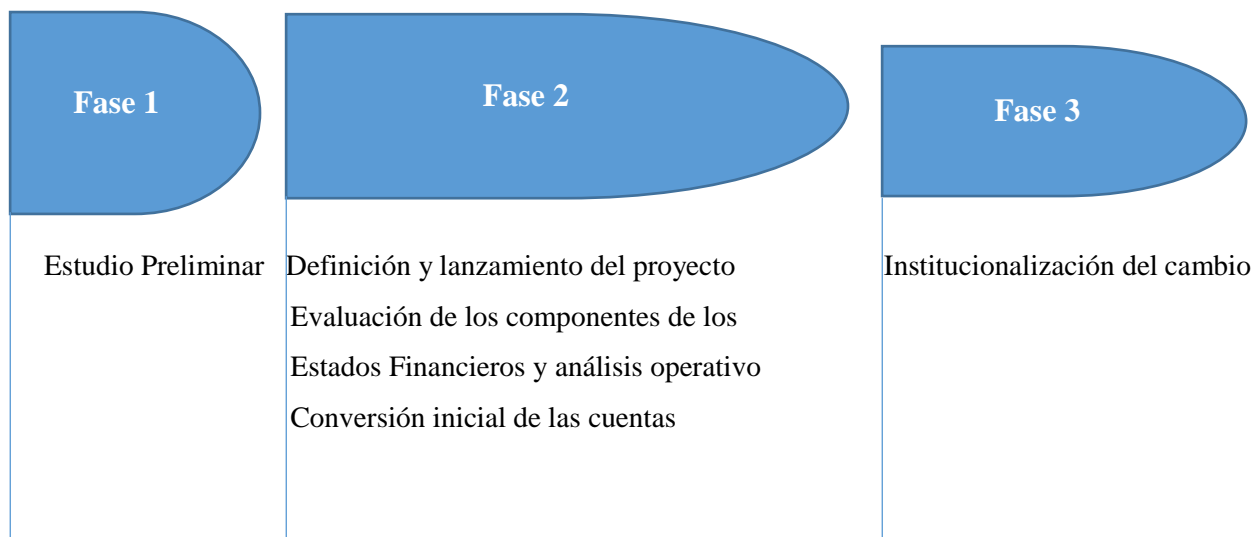 Fase 1
Fase 2
Fase 3
Estudio Preliminar
Definición y lanzamiento del proyecto
Evaluación de los componentes de los
Estados Financieros y análisis operativo
Conversión inicial de las cuentas
Institucionalización del cambio